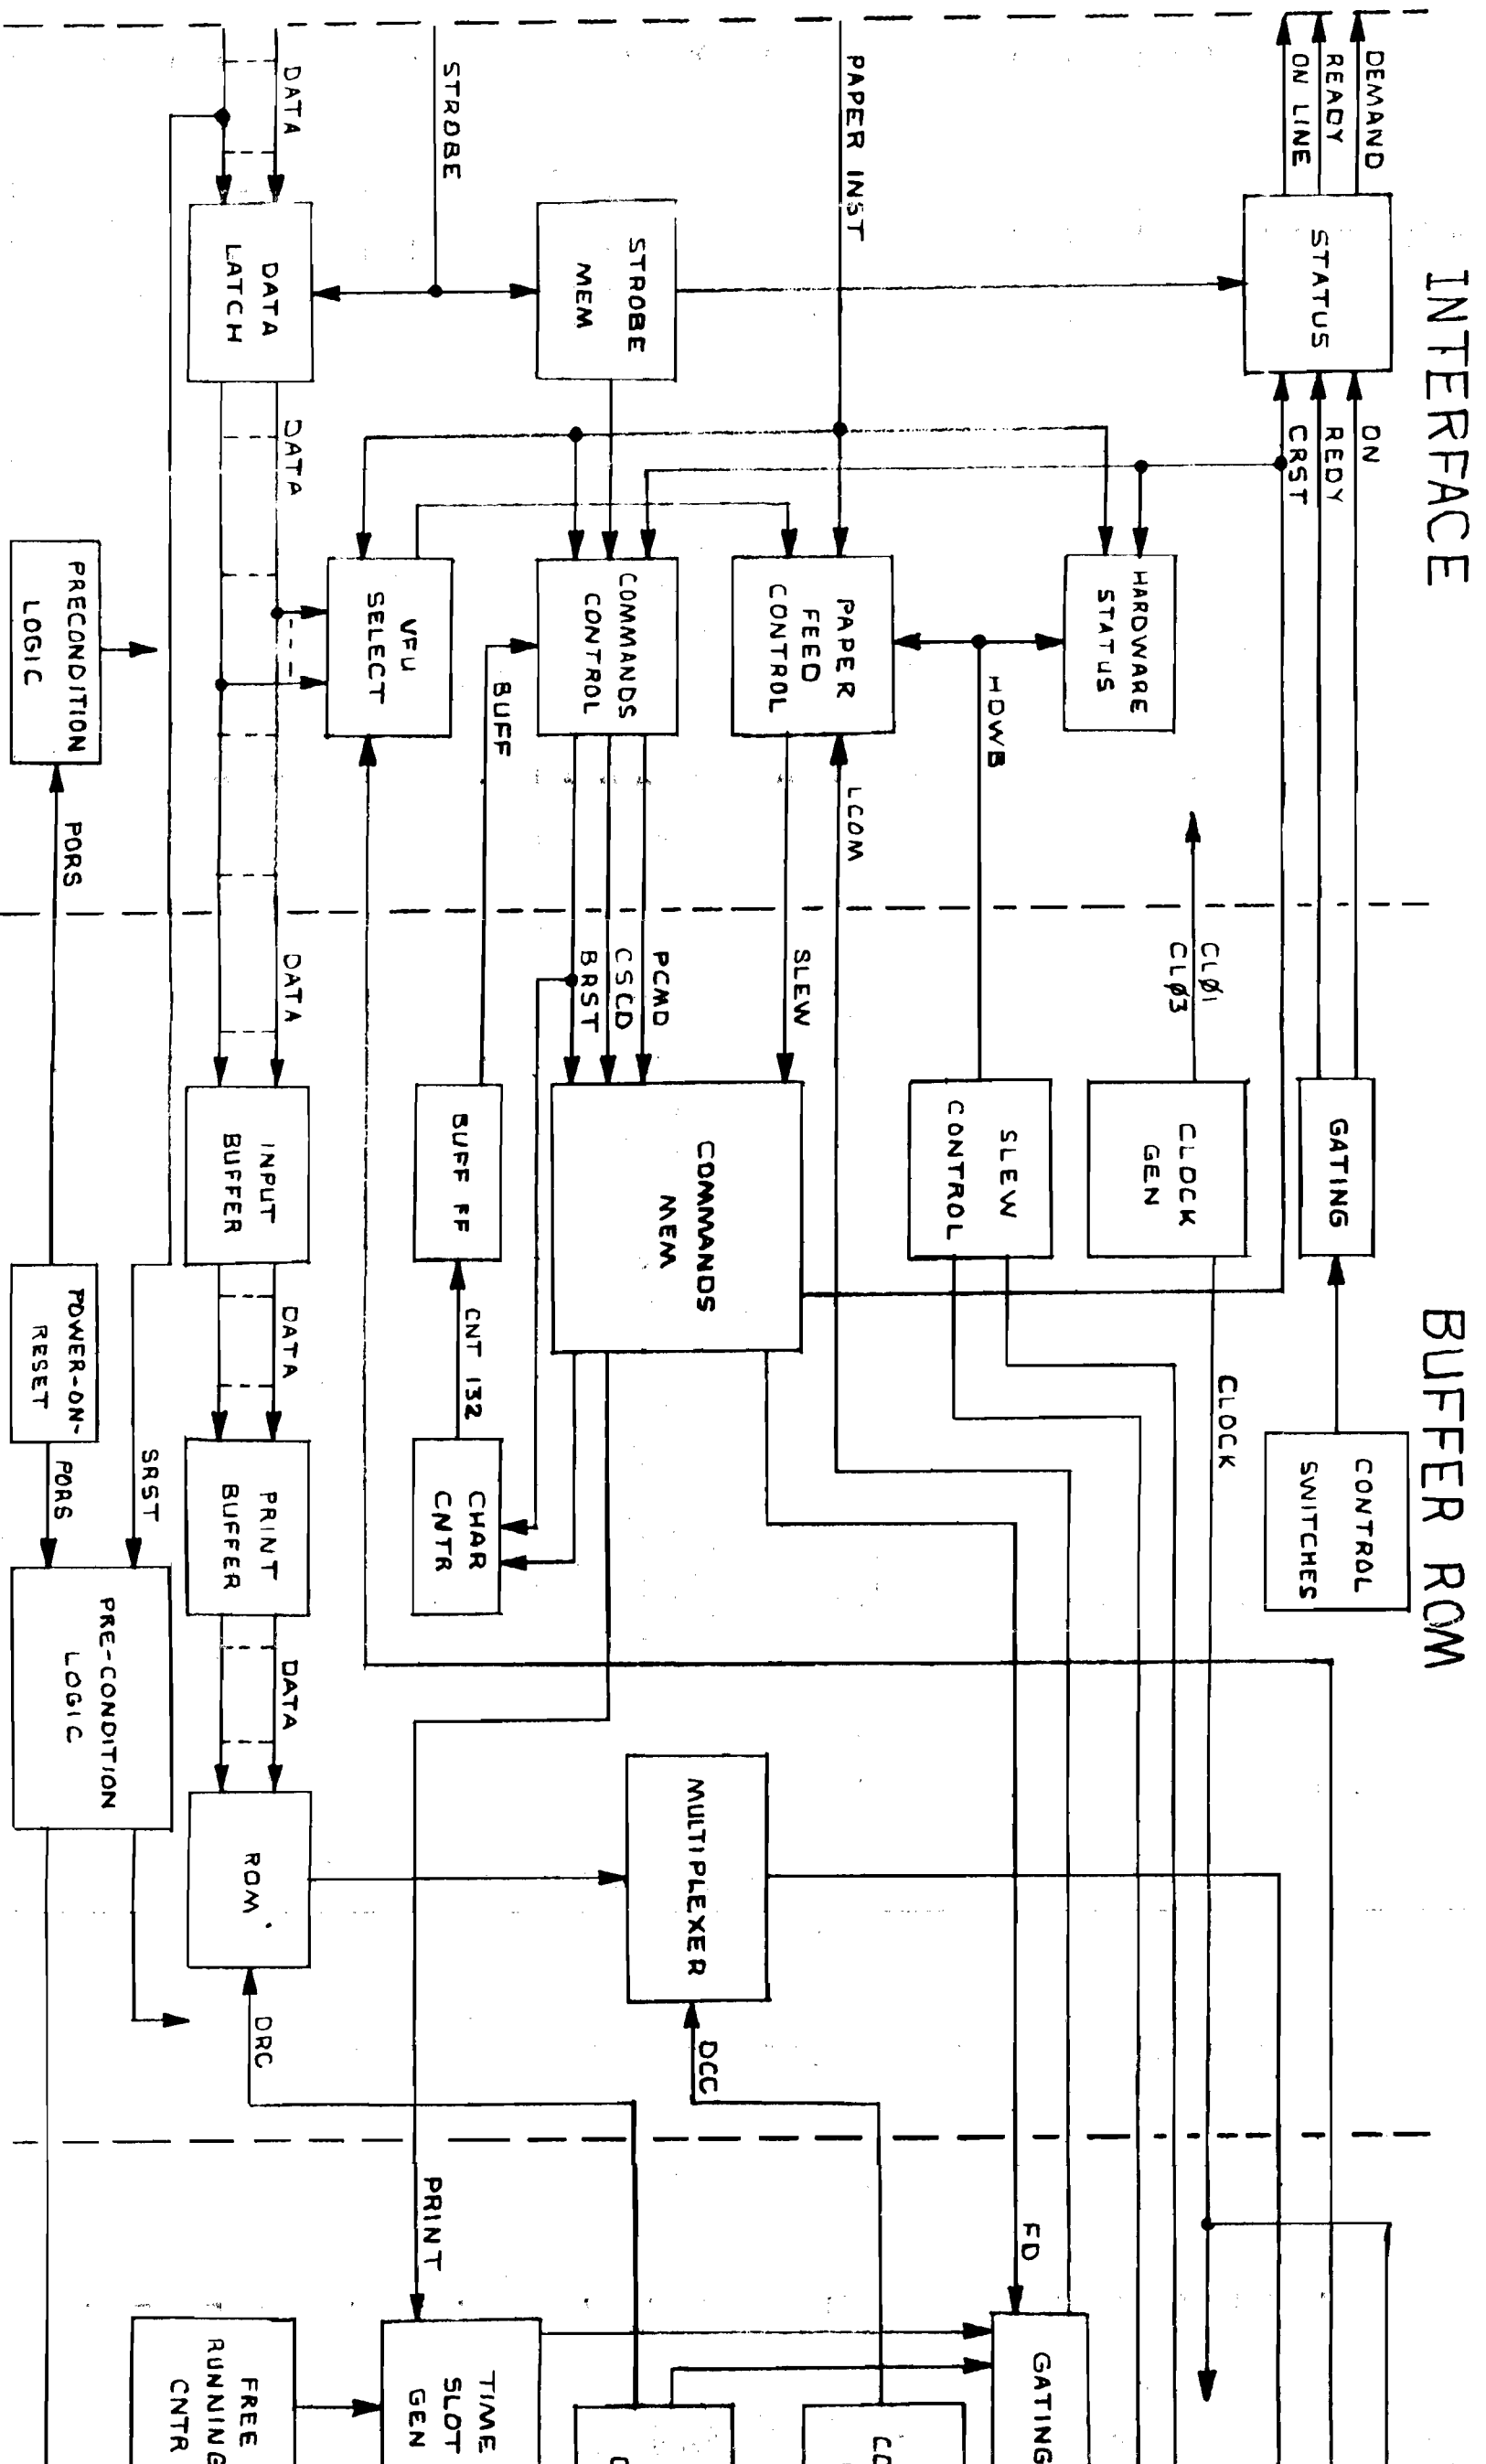 INTERFACE
BUFFER ROM
DEMAND
READY
ON LINE
STATUS
ON
REDY
CRST
GATING
CONTROL
SWITCHES
HARDWARE
STATUS
CLØ1
CLØ3
CLOCK
GEN
CLOCK
PAPER INST
PAPER
FEED
CONTROL
HDWB
LCOM
SLEW
SLEW
CONTROL
STROBE
STROBE
MEM
COMMANDS
CONTROL
PCMD
CSCD
BRST
COMMANDS
MEM
MULTIPLEXER
DCC
FD
GATING
VFU
SELECT
BUFF
BUFF FF
CNT 132
CHAR
CNTR
PRINT
TIME
SLOT
GEN
DATA
DATA
LATCH
DATA
DATA
INPUT
BUFFER
DATA
PRINT
BUFFER
DATA
ROM
DRC
FREE
RUNNING
CNTR
PRECONDITION
LOGIC
PORS
POWER-ON-
RESET
PORS
SRST
PRE-CONDITION
LOGIC